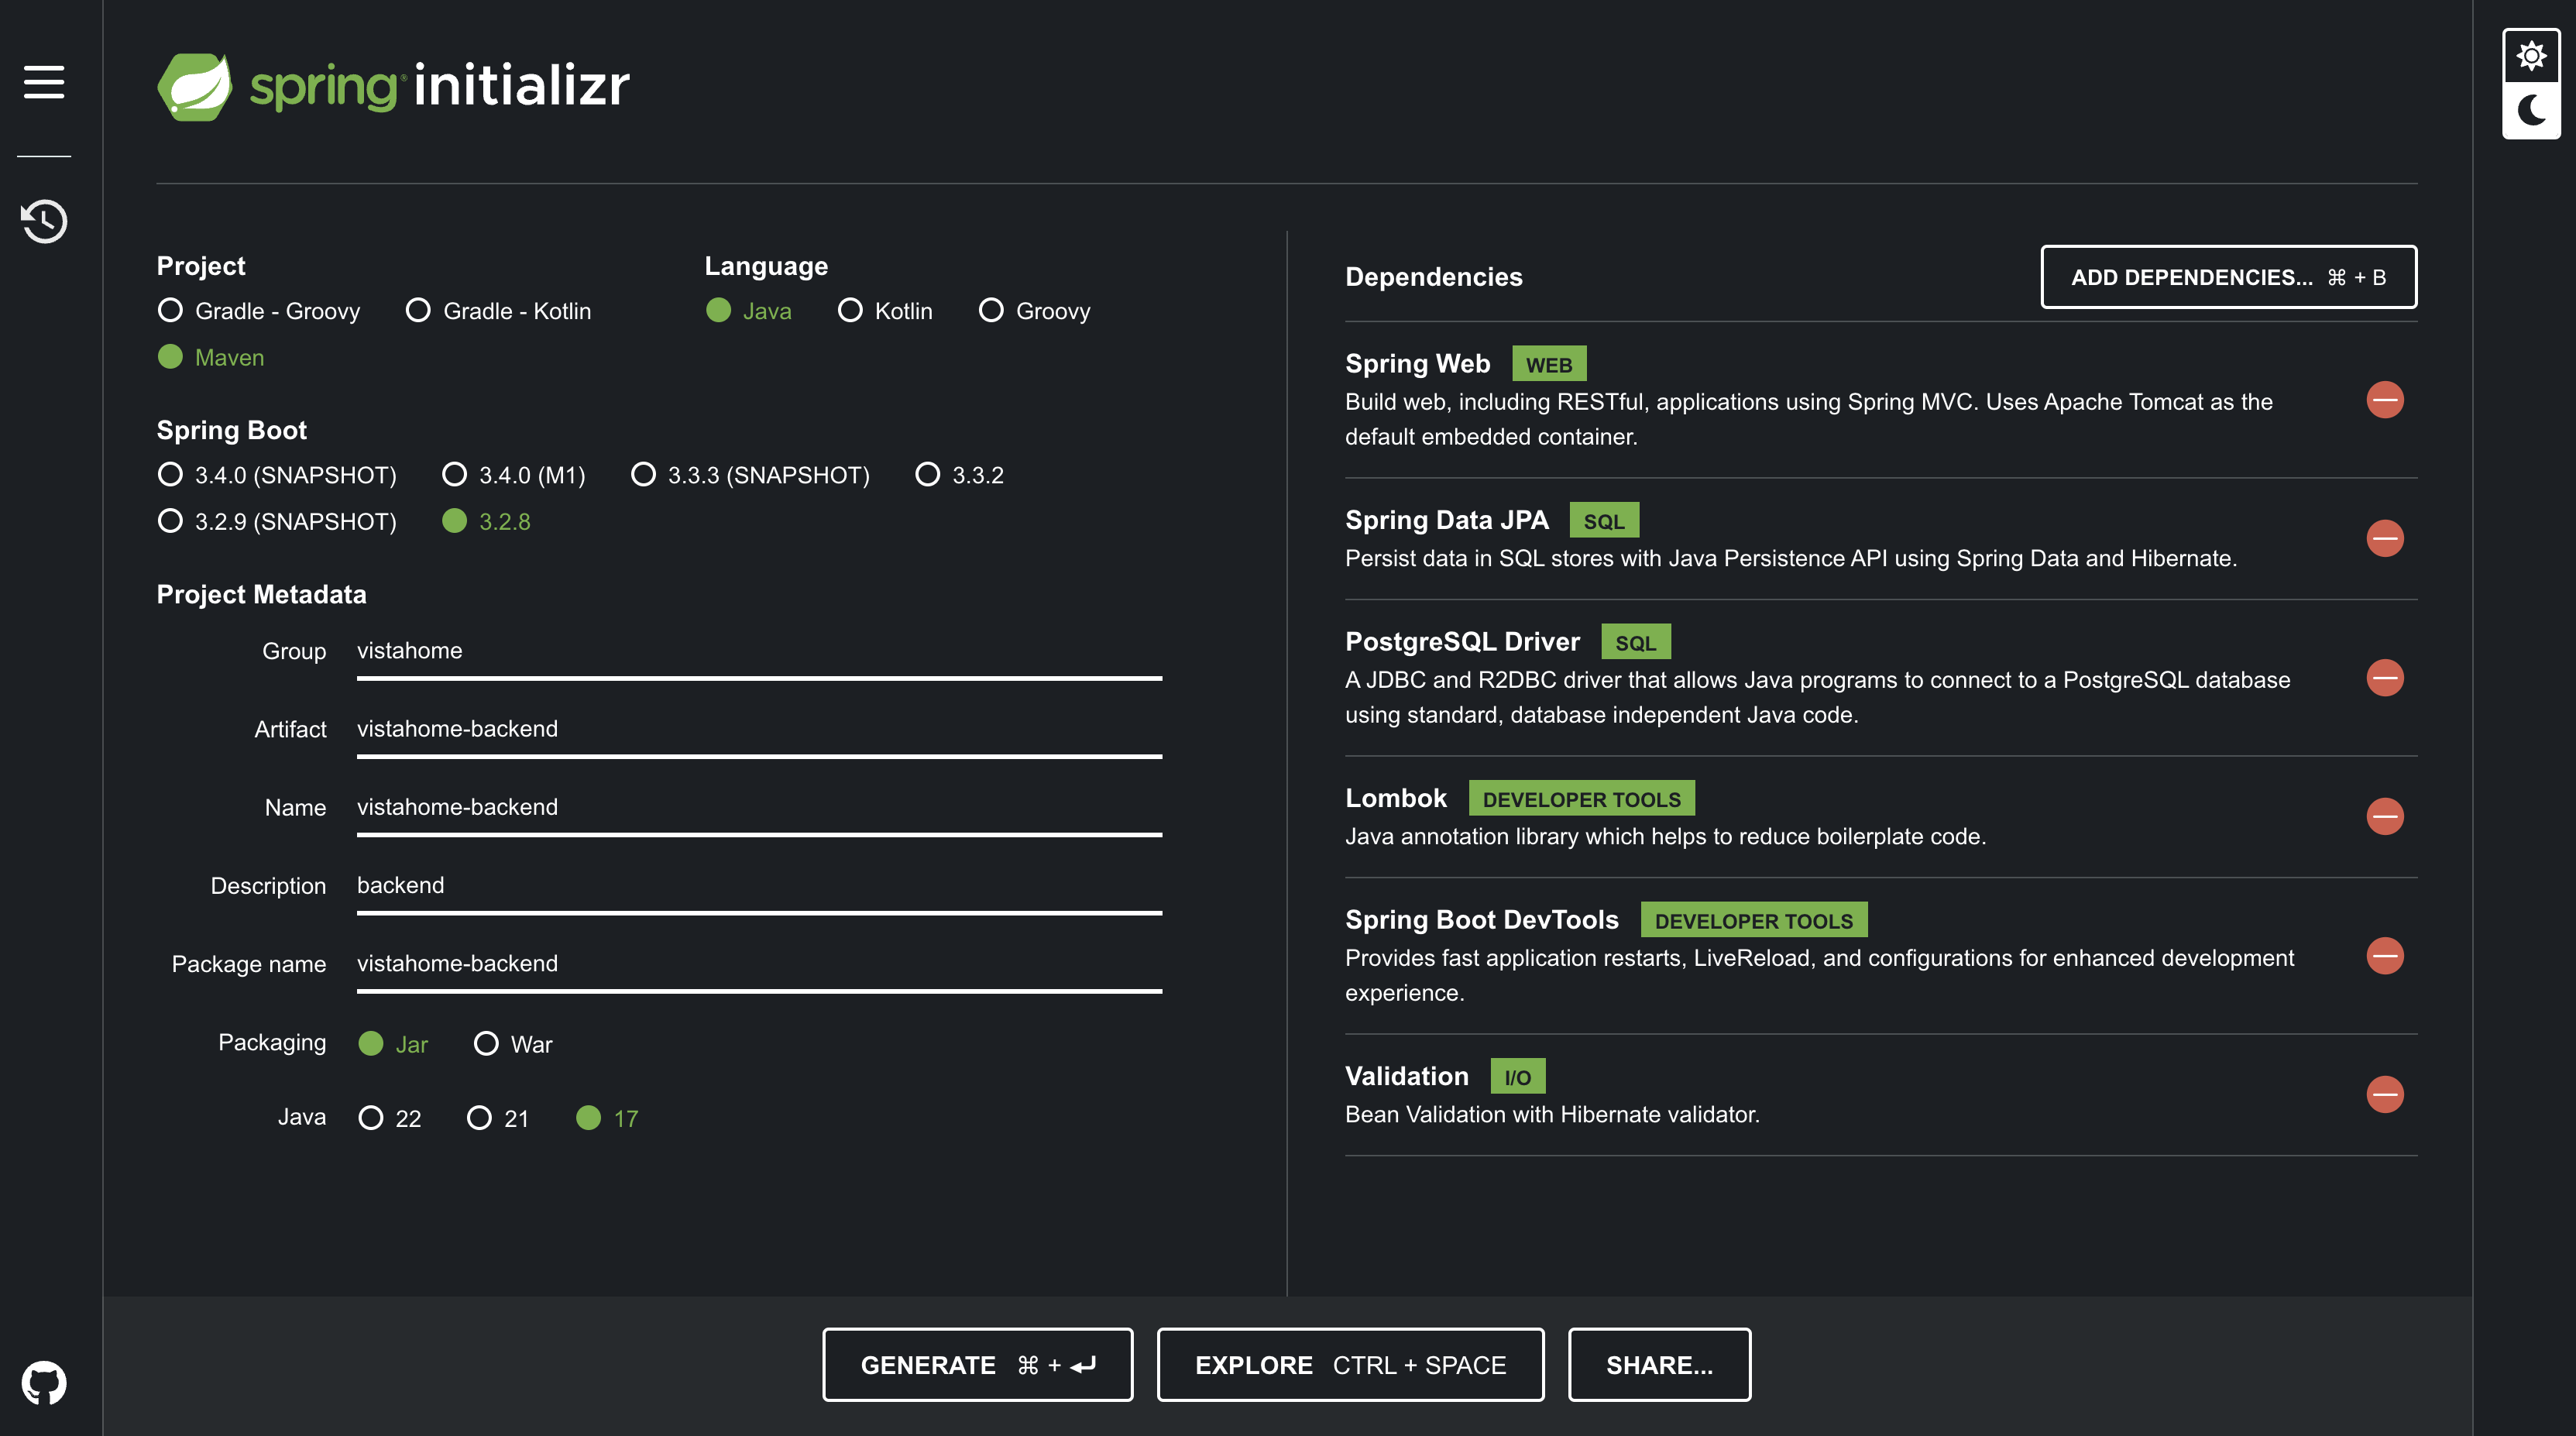 spring initializr
Project
Gradle - Groovy Gradle - Kotlin
Maven
Language
Java Kotlin Groovy
Spring Boot
3.4.0 (SNAPSHOT) 3.4.0 (M1) 3.3.3 (SNAPSHOT) 3.3.2
3.2.9 (SNAPSHOT) 3.2.8
Project Metadata
Group vistahome
Artifact vistahome-backend
Name vistahome-backend
Description backend
Package name vistahome-backend
Packaging Jar War
Java 22 21 17
Dependencies
ADD DEPENDENCIES... ⌘ + B
Spring Web WEB
Build web, including RESTful, applications using Spring MVC. Uses Apache Tomcat as the
default embedded container.
Spring Data JPA SQL
Persist data in SQL stores with Java Persistence API using Spring Data and Hibernate.
PostgreSQL Driver SQL
A JDBC and R2DBC driver that allows Java programs to connect to a PostgreSQL database
using standard, database independent Java code.
Lombok DEVELOPER TOOLS
Java annotation library which helps to reduce boilerplate code.
Spring Boot DevTools DEVELOPER TOOLS
Provides fast application restarts, LiveReload, and configurations for enhanced development
experience.
Validation I/O
Bean Validation with Hibernate validator.
GENERATE ⌘ + ⏎ EXPLORE CTRL + SPACE SHARE...